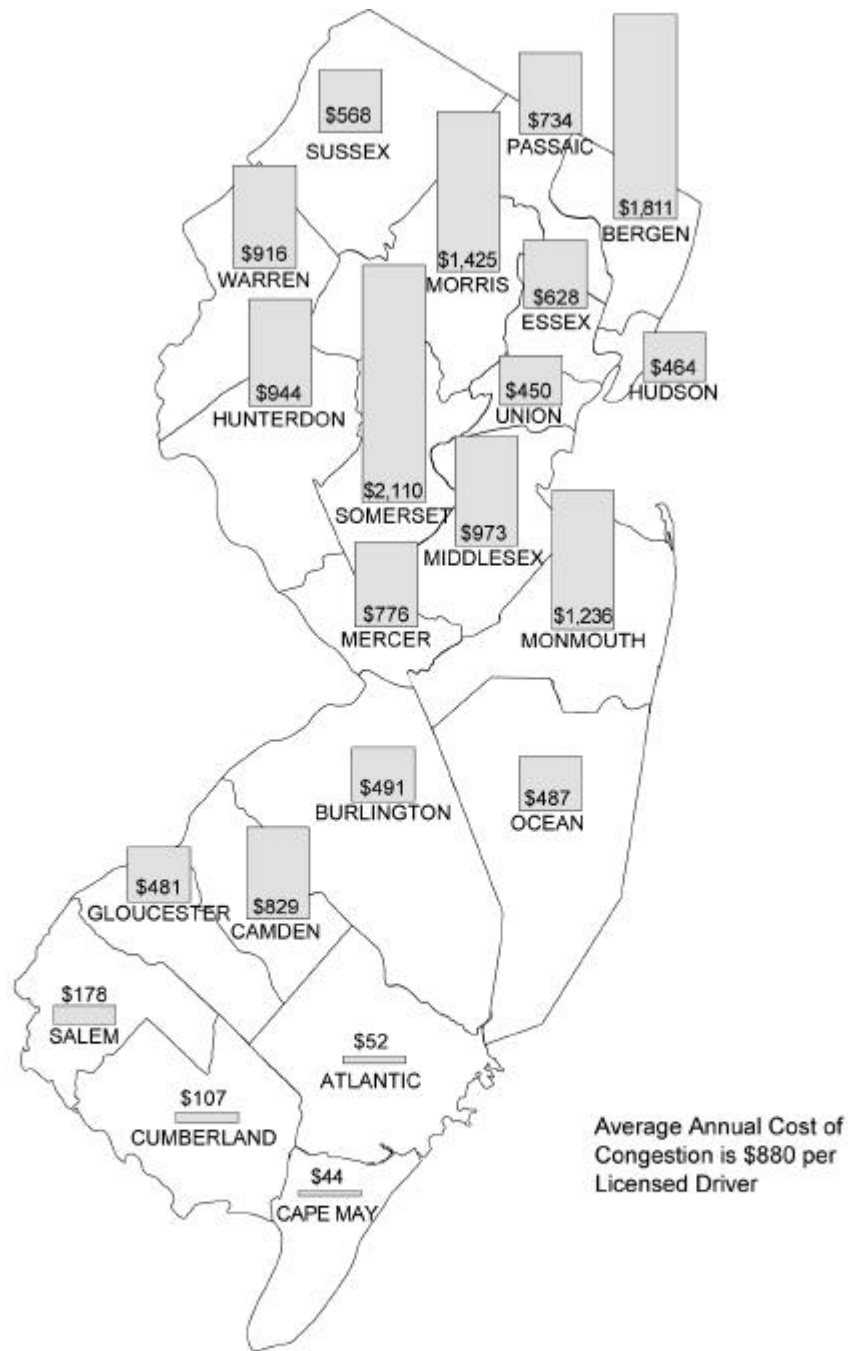 $568
SUSSEX
$734
PASSAIC
$1,811
BERGEN
$916
WARREN
$1,425
MORRIS
$628
ESSEX
$464
HUDSON
$944
HUNTERDON
$450
UNION
$2,110
SOMERSET
$973
MIDDLESEX
$776
MERCER
$1,236
MONMOUTH
$491
BURLINGTON
$487
OCEAN
$481
GLOUCESTER
$829
CAMDEN
$178
SALEM
$52
ATLANTIC
$107
CUMBERLAND
$44
CAPE MAY
Average Annual Cost of
Congestion is $880 per
Licensed Driver